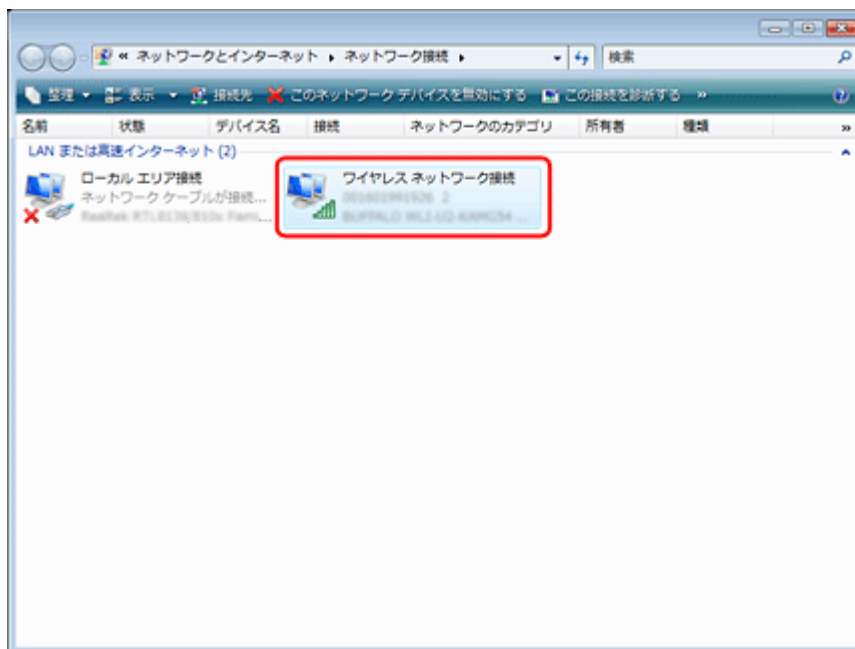 « ネットワークとインターネット ▸ ネットワーク接続 ▸ 検索
整理 表示 接続先 このネットワーク デバイスを無効にする この接続を診断する »
名前 状態 デバイス名 接続 ネットワークのカテゴリ 所有者 種類 »
LAN または高速インターネット (2)
ローカル エリア接続
ネットワーク ケーブルが接続...
ワイヤレス ネットワーク接続